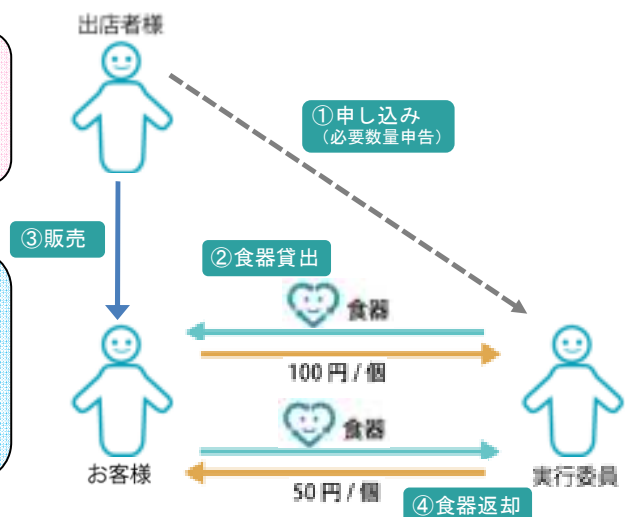 出店者様
①申し込み
（必要数量申告）
③販売
②食器貸出
食器
100円/個
食器
50円/個
お客様
実行委員
④食器返却